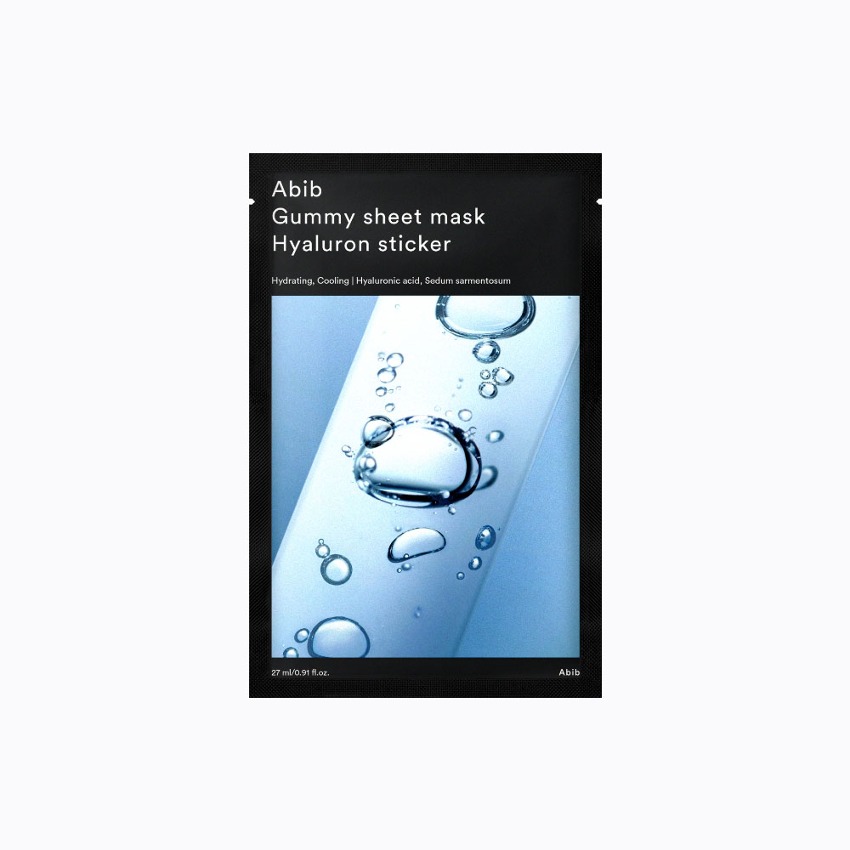 Abib
Gummy sheet mask
Hyaluron sticker
Hydrating, Cooling | Hyaluronic acid, Sedum sarmentosum
27 ml/0.91 fl.oz.
Abib